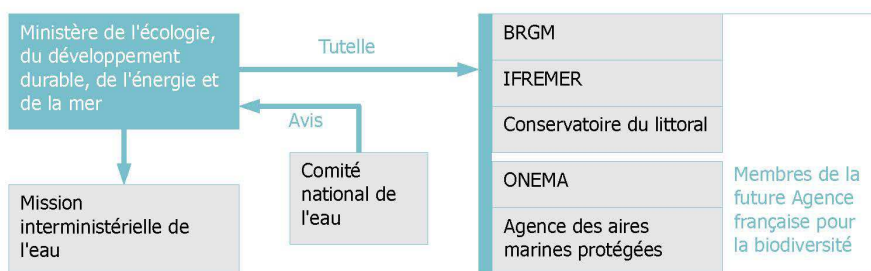 Ministère de l'écologie,
du développement
durable, de l'énergie et
de la mer
Tutelle
Avis
Mission
interministérielle de
l'eau
Comité
national de
l'eau
BRGM
IFREMER
Conservatoire du littoral
ONEMA
Agence des aires
marines protégées
Membres de la
future Agence
française pour
la biodiversité